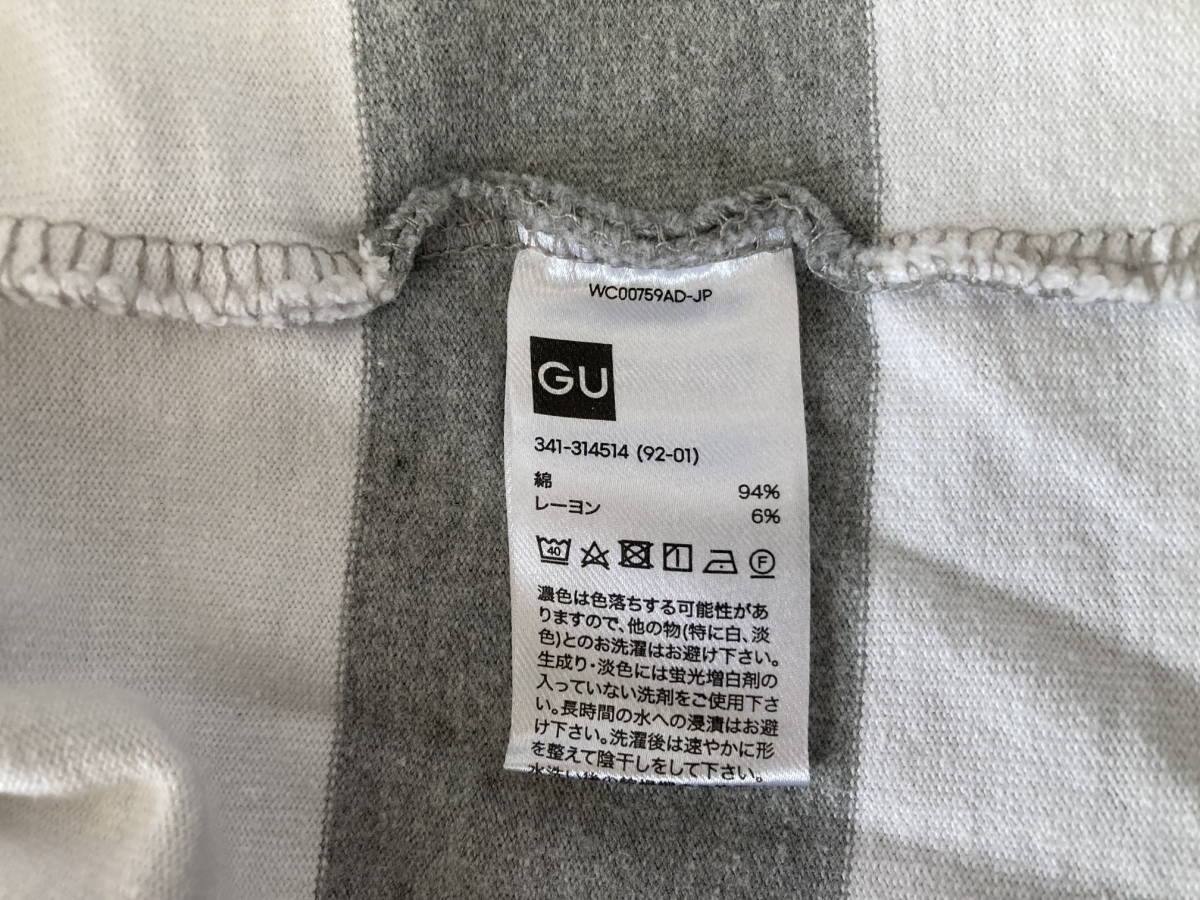 WC00759AD-JP
GU
341-314514 (92-01)
綿 94%
レーヨン 6%
40
F
濃色は色落ちする可能性があ
りますので、他の物(特に白、淡
色)とのお洗濯はお避け下さい。
生成り・淡色には蛍光増白剤の
入っていない洗剤をご使用下さ
い。長時間の水への浸漬はお避
け下さい。洗濯後は速やかに形
を整えて陰干しをして下さい。
水洗い後の